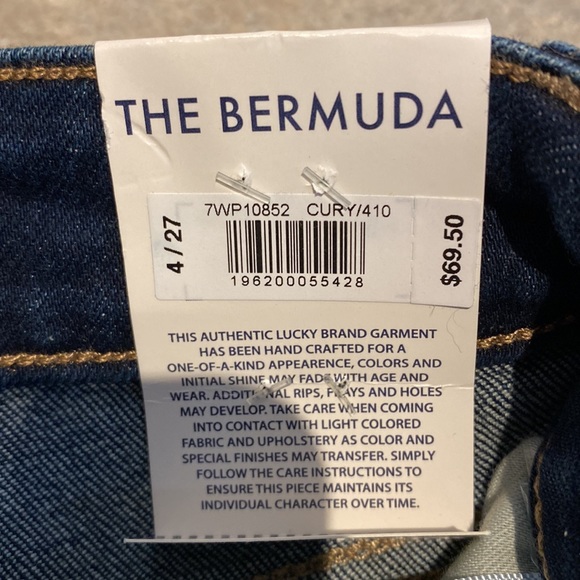 THE BERMUDA
7WP10852 CURY/410
4 / 27
$69.50
196200055428
THIS AUTHENTIC LUCKY BRAND GARMENT
HAS BEEN HAND CRAFTED FOR A
ONE-OF-A-KIND APPEARENCE, COLORS AND
INITIAL SHINE MAY FADE WITH AGE AND
WEAR. ADDITIONAL RIPS, FRAYS AND HOLES
MAY DEVELOP. TAKE CARE WHEN COMING
INTO CONTACT WITH LIGHT COLORED
FABRIC AND UPHOLSTERY AS COLOR AND
SPECIAL FINISHES MAY TRANSFER. SIMPLY
FOLLOW THE CARE INSTRUCTIONS TO
ENSURE THIS PIECE MAINTAINS ITS
INDIVIDUAL CHARACTER OVER TIME.